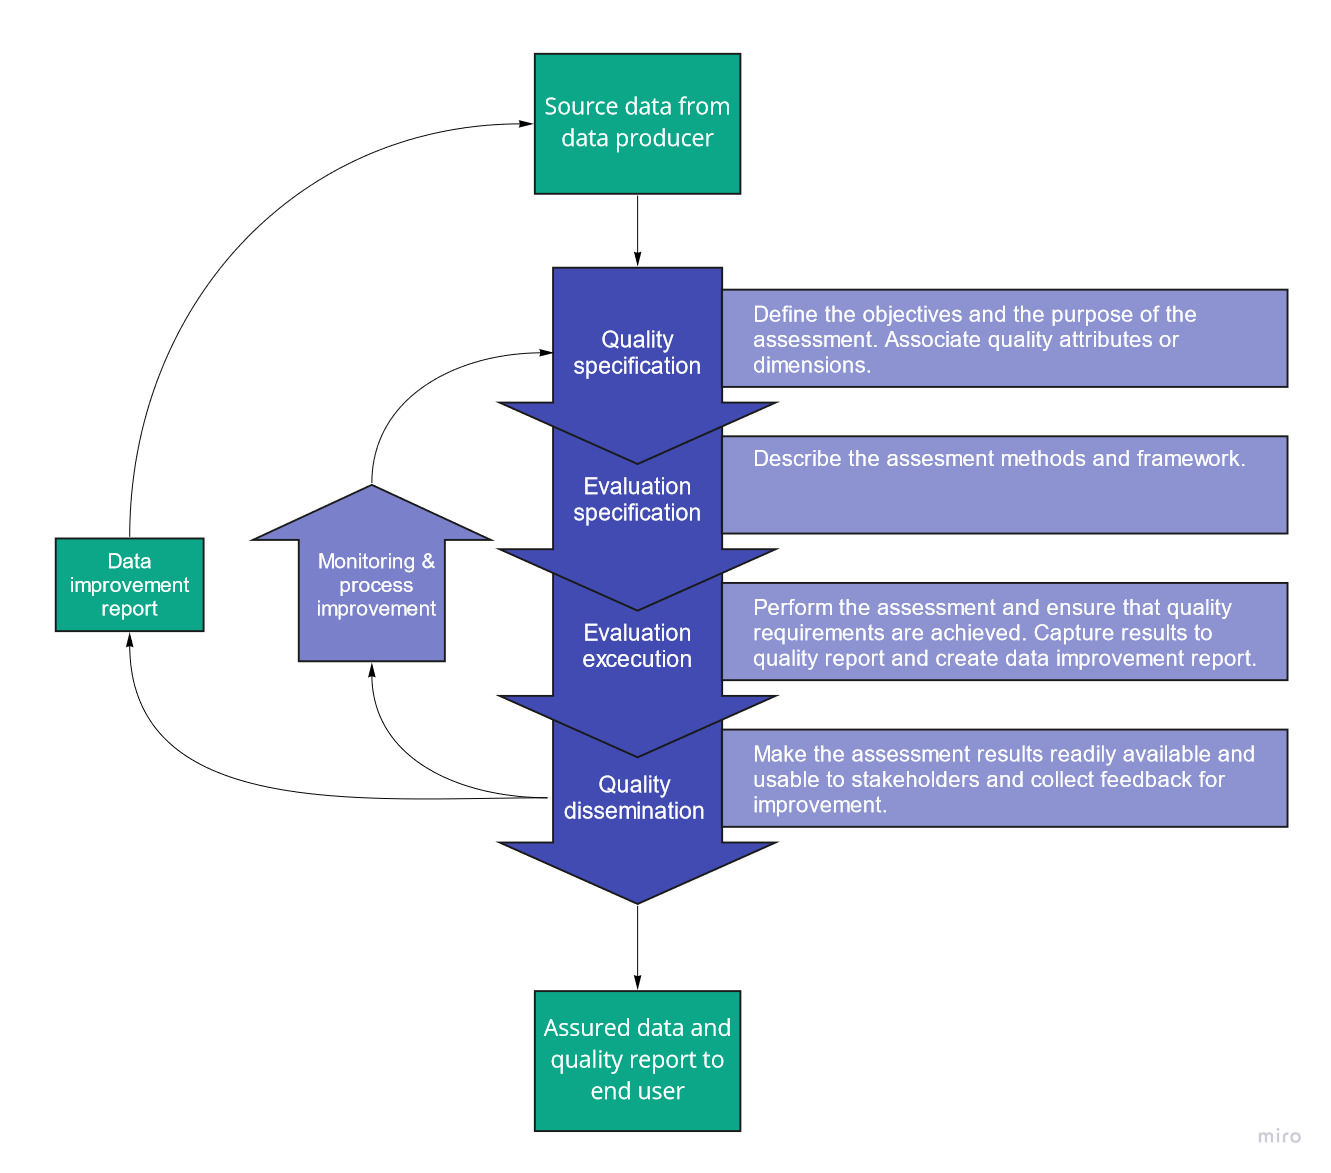 Source data from
data producer
Quality
specification
Define the objectives and the purpose of the
assessment. Associate quality attributes or
dimensions.
Evaluation
specification
Describe the assesment methods and framework.
Data
improvement
report
Monitoring &
process
improvement
Evaluation
excecution
Perform the assessment and ensure that quality
requirements are achieved. Capture results to
quality report and create data improvement report.
Quality
dissemination
Make the assessment results readily available and
usable to stakeholders and collect feedback for
improvement.
Assured data and
quality report to
end user
miro